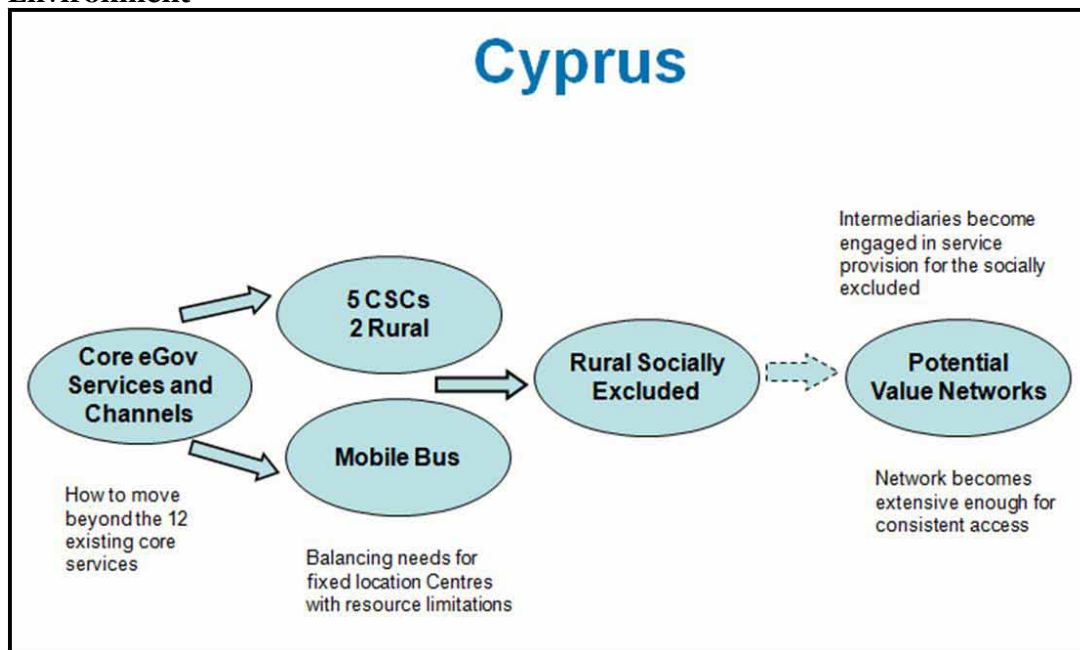 Environment
Cyprus
Intermediaries become
engaged in service
provision for the socially
excluded
5 CSCs
2 Rural
Core eGov
Services and
Channels
Rural Socially
Excluded
Potential
Value Networks
Mobile Bus
How to move
beyond the 12
existing core
services
Balancing needs for
fixed location Centres
with resource limitations
Network becomes
extensive enough for
consistent access